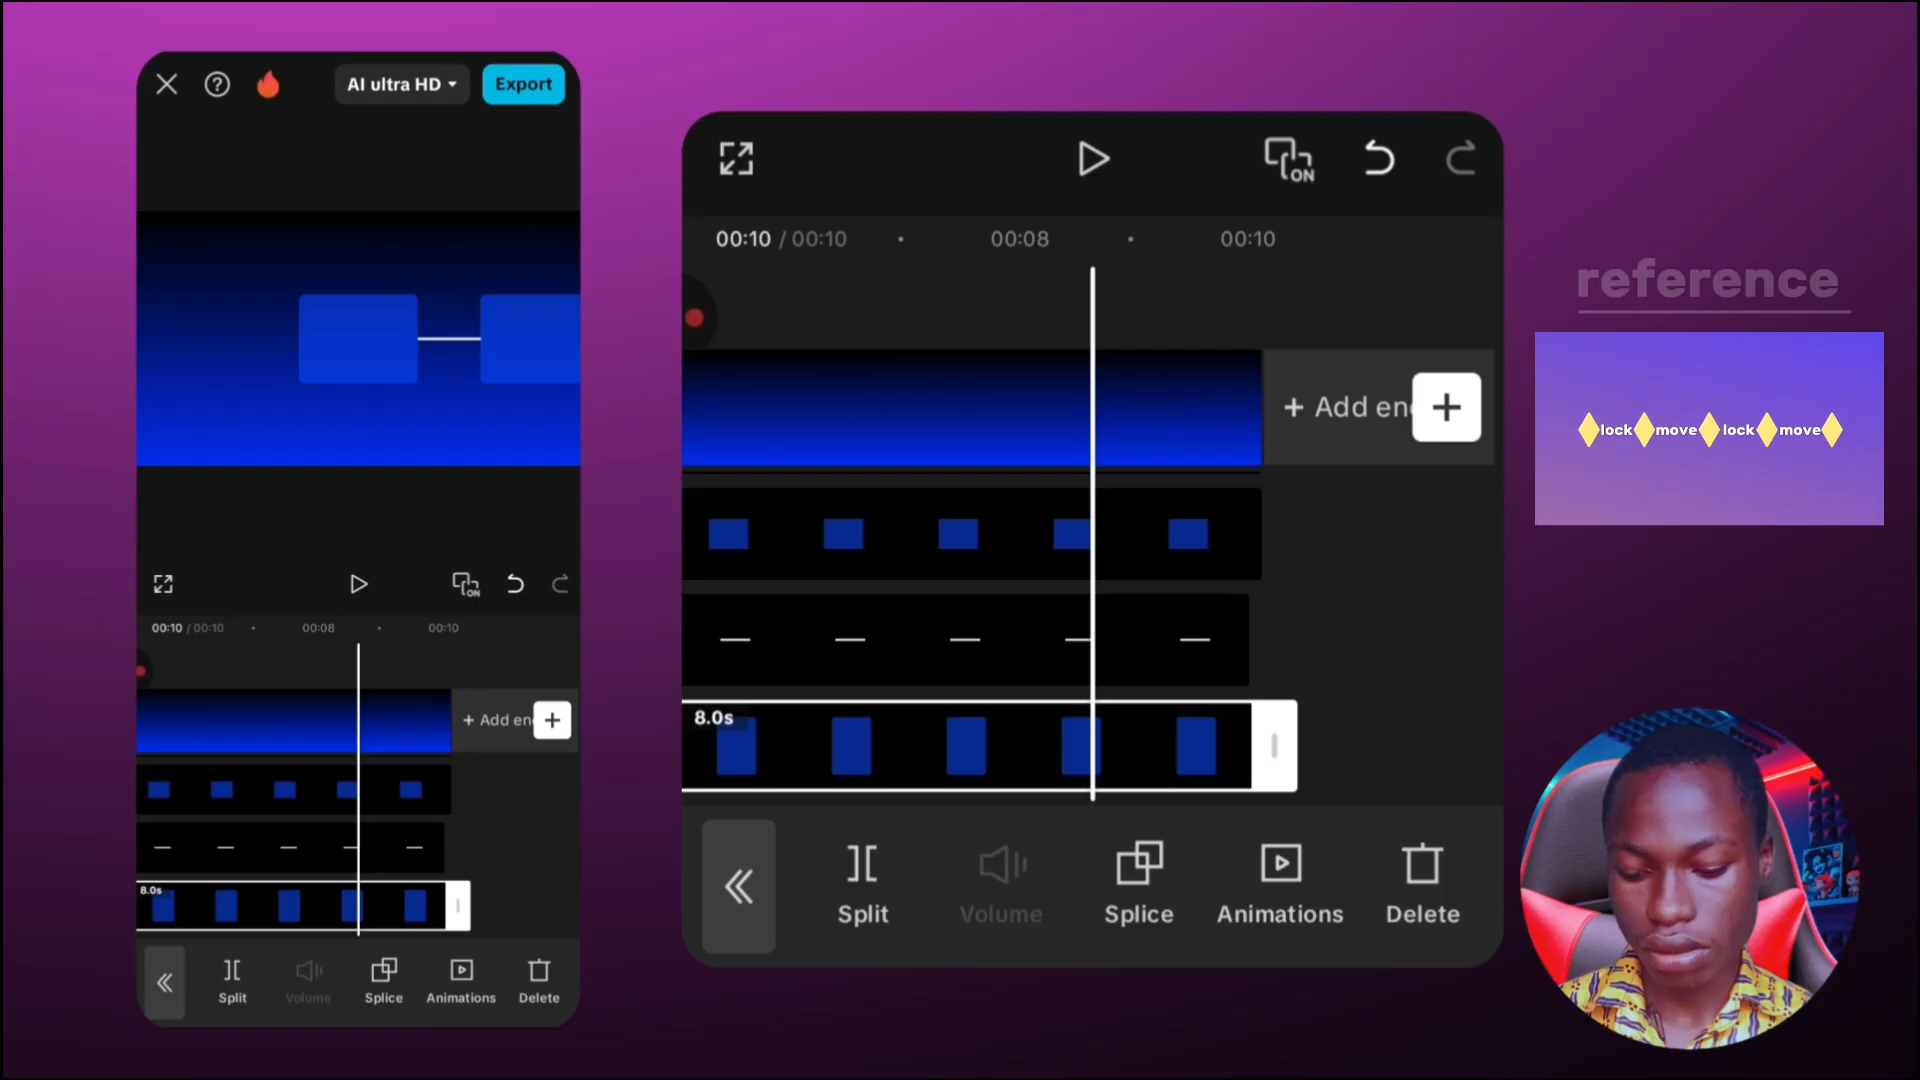 AI ultra HD
Export
00:10 / 00:10
00:08
00:10
+ Add en
8.0s
Split
Volume
Splice
Animations
Delete
ON
00:10 / 00:10
00:08
00:10
+ Add en
8.0s
Split
Volume
Splice
Animations
Delete
ON
reference
lock move lock move